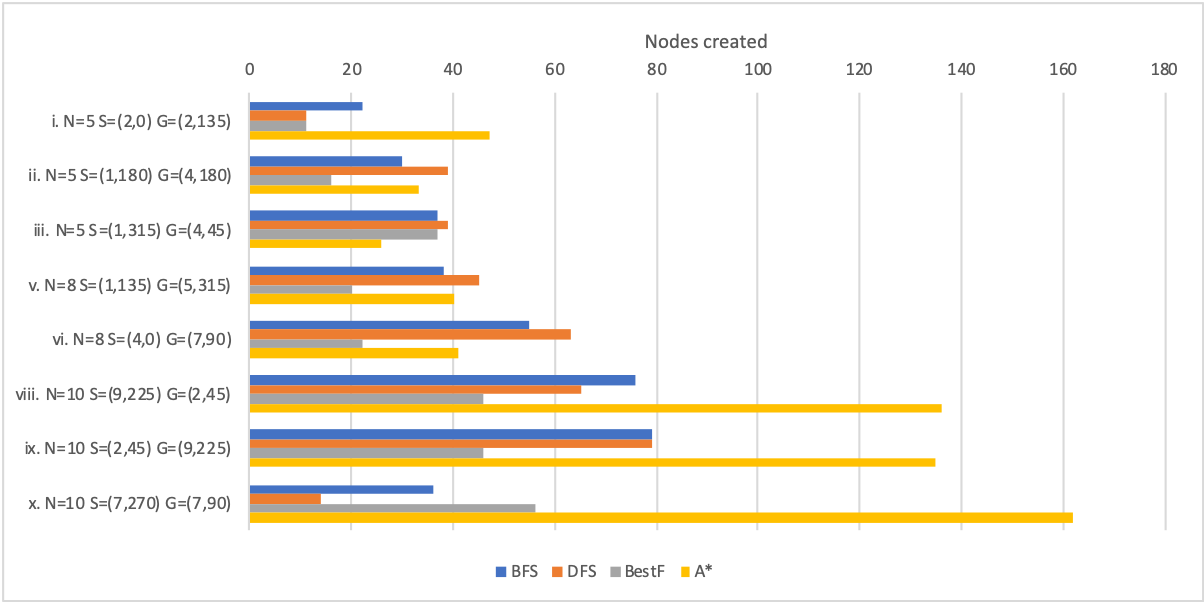 Nodes created
0 20 40 60 80 100 120 140 160 180
i. N=5 S=(2,0) G=(2,135)
ii. N=5 S=(1,180) G=(4,180)
iii. N=5 S=(1,315) G=(4,45)
v. N=8 S=(1,135) G=(5,315)
vi. N=8 S=(4,0) G=(7,90)
viii. N=10 S=(9,225) G=(2,45)
ix. N=10 S=(2,45) G=(9,225)
x. N=10 S=(7,270) G=(7,90)
BFS DFS BestF A*